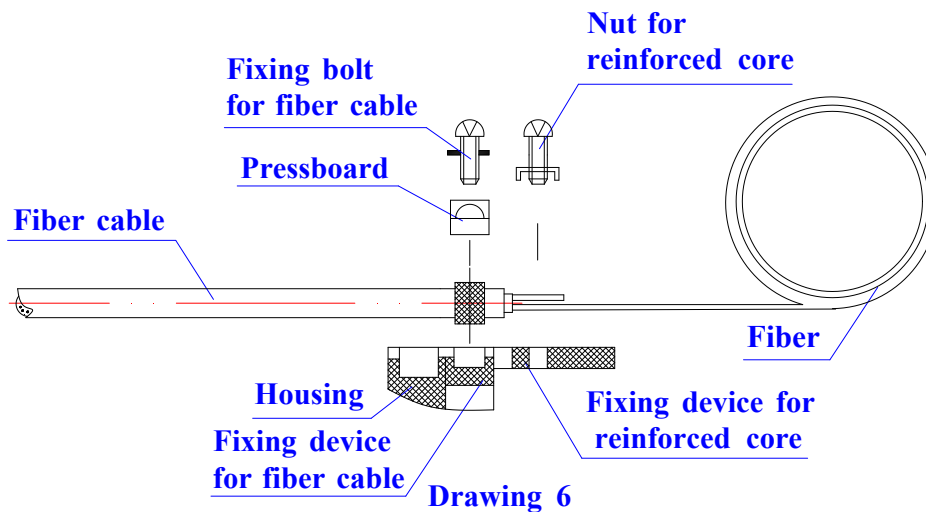 Nut for
reinforced core
Fixing bolt
for fiber cable
Pressboard
Fiber cable
Fiber
Housing
Fixing device for
reinforced core
Fixing device
for fiber cable
Drawing 6